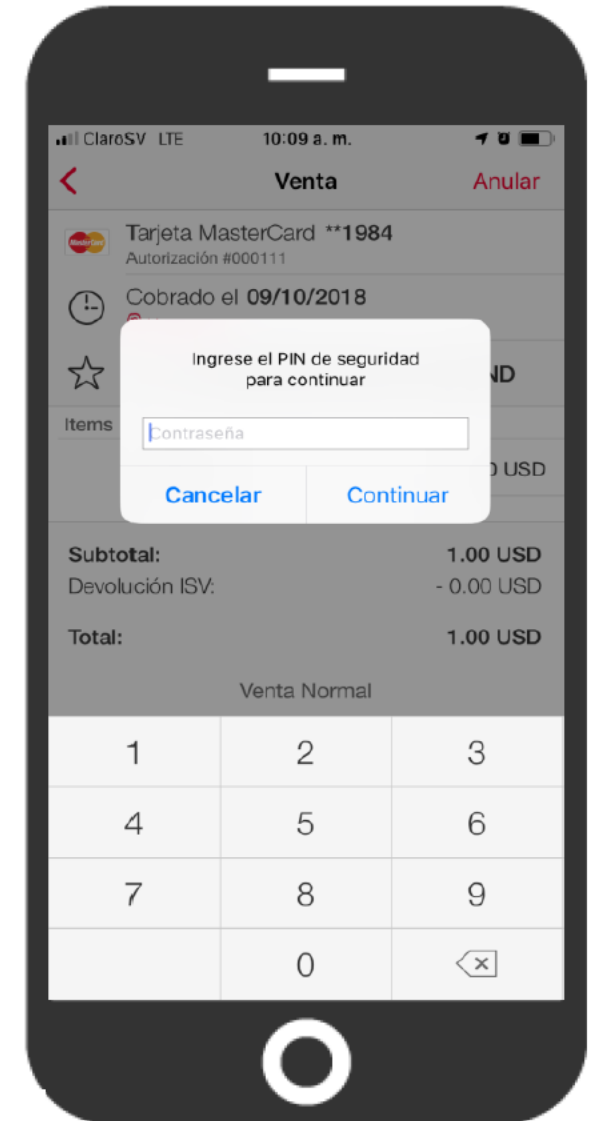 ClaroSV LTE 10:09 a. m.
Venta Anular
MasterCard Tarjeta MasterCard **1984
Autorización #000111
Cobrado el 09/10/2018
Ingrese el PIN de seguridad
para continuar
Items
Contraseña
USD
Cancelar Continuar
Subtotal: 1.00 USD
Devolución ISV: - 0.00 USD
Total: 1.00 USD
Venta Normal
1 2 3
4 5 6
7 8 9
0